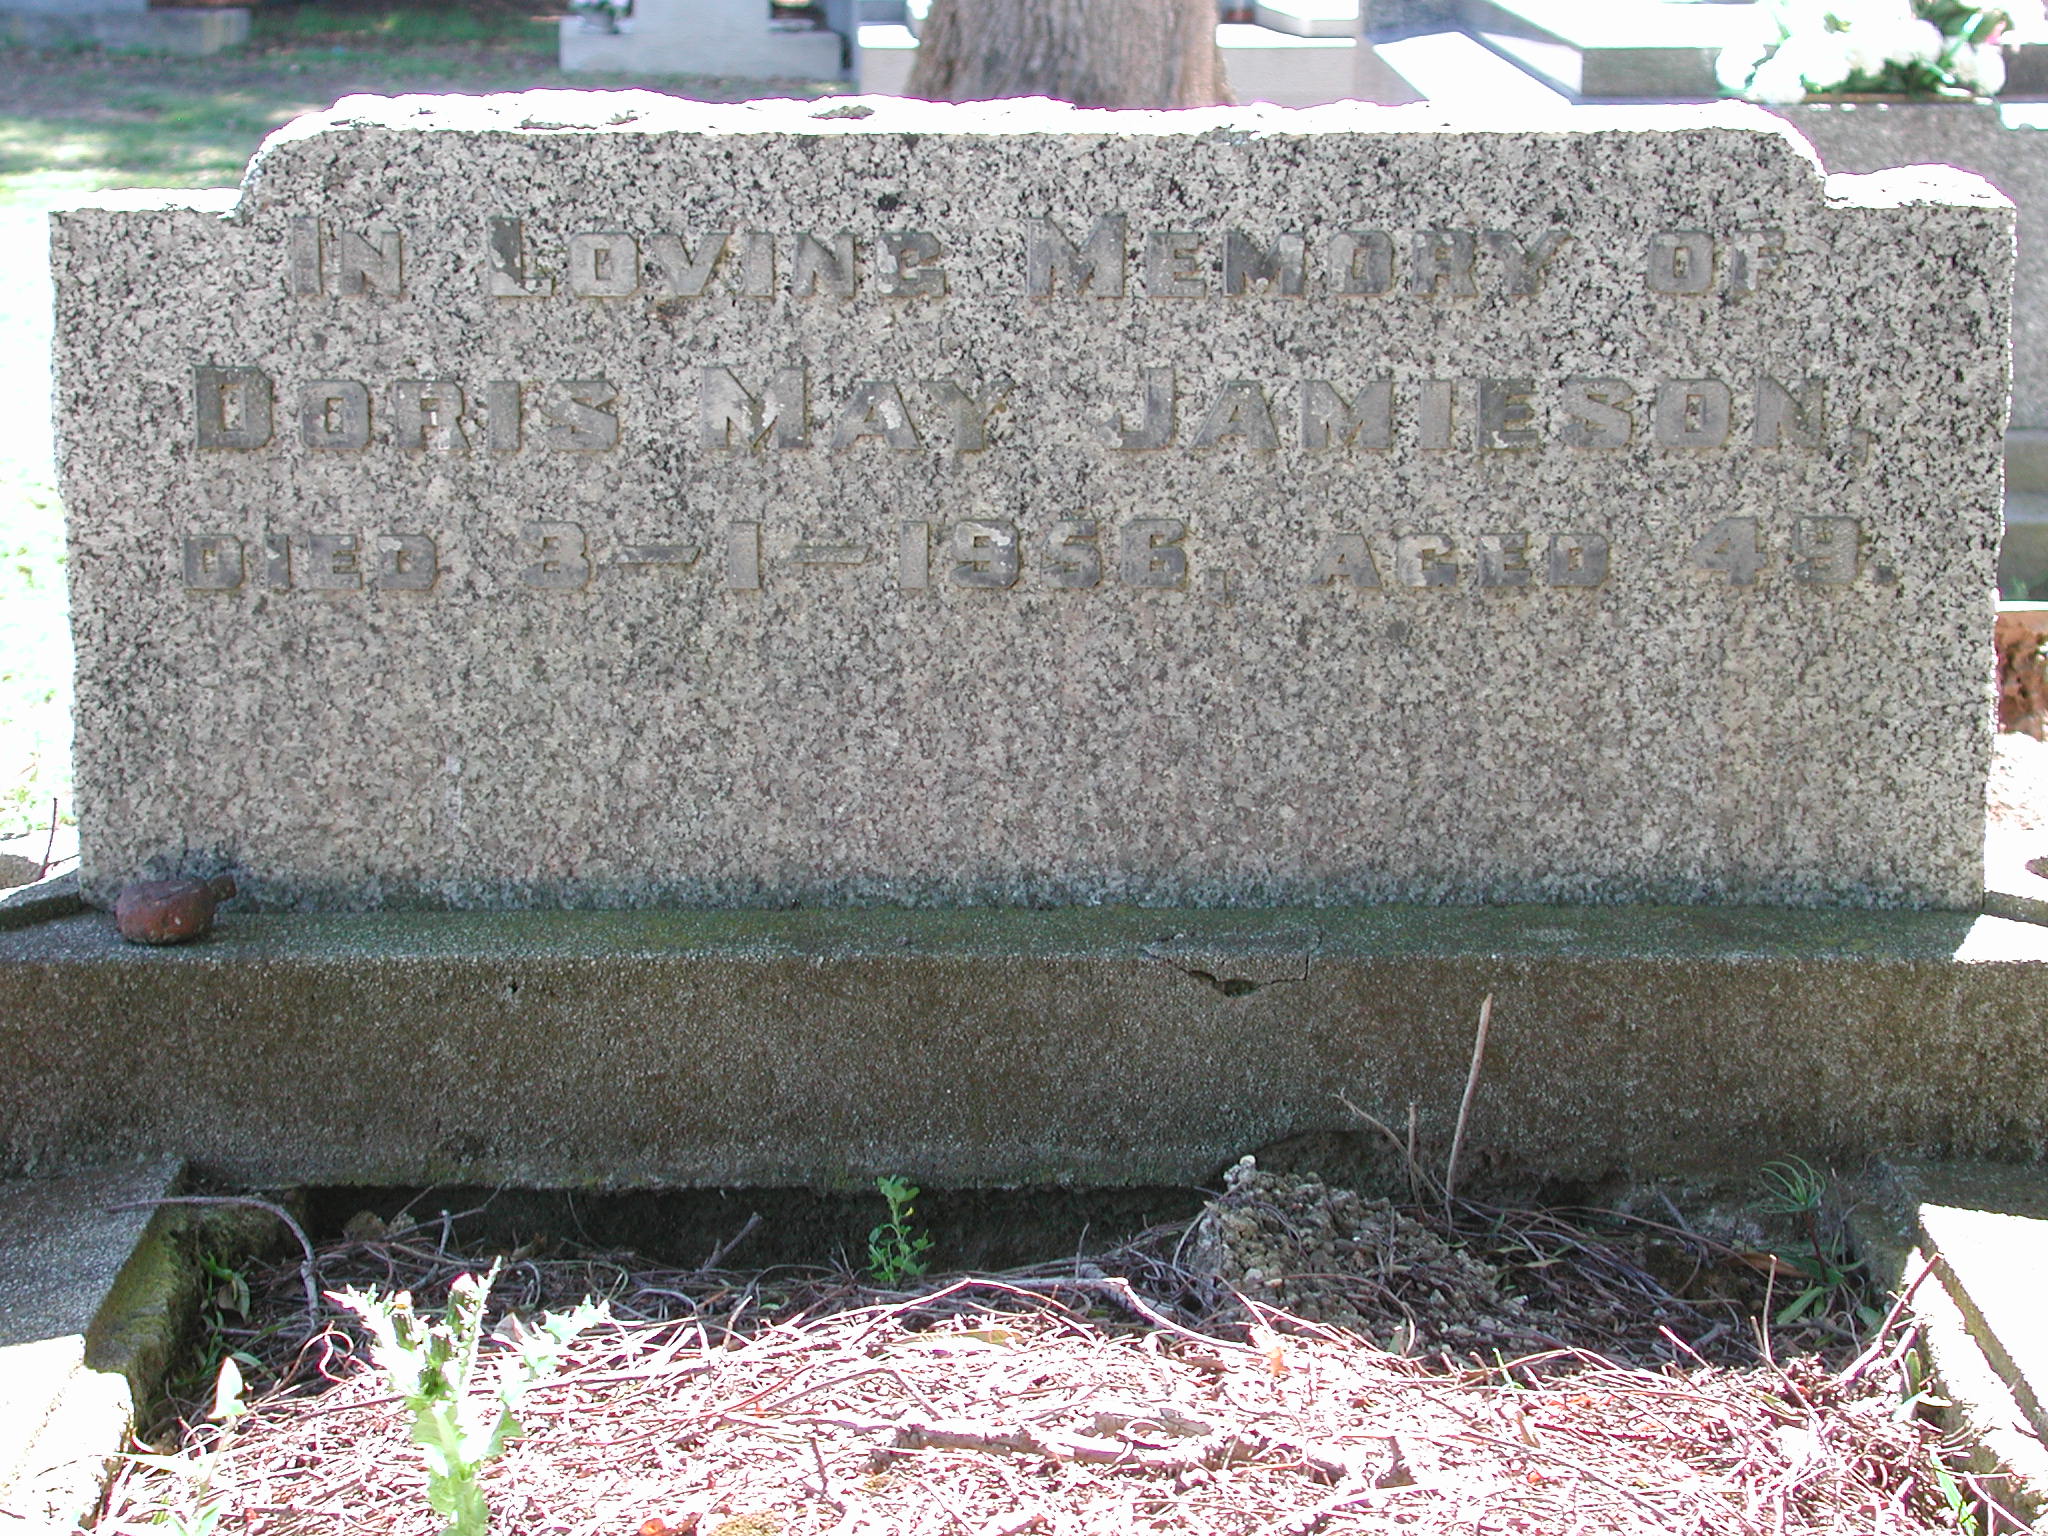 In Loving Memory of
Doris May Jamieson,
died 3-1-1956, aged 49.